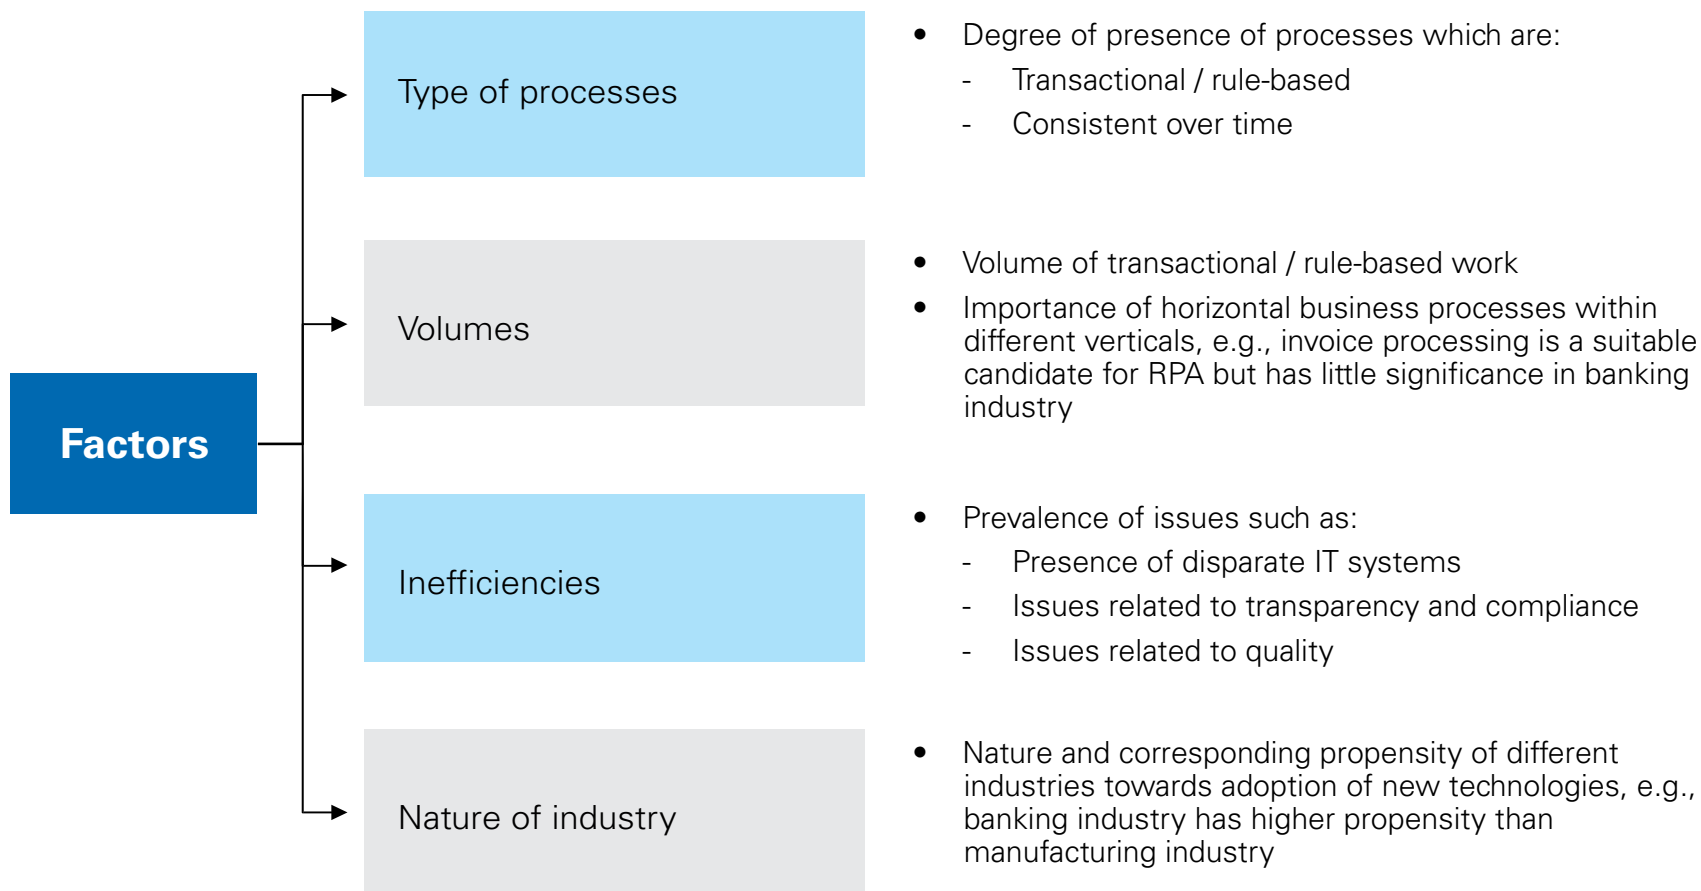 Factors
Type of processes
• Degree of presence of processes which are:
- Transactional / rule-based
- Consistent over time
Volumes
• Volume of transactional / rule-based work
• Importance of horizontal business processes within
different verticals, e.g., invoice processing is a suitable
candidate for RPA but has little significance in banking
industry
Inefficiencies
• Prevalence of issues such as:
- Presence of disparate IT systems
- Issues related to transparency and compliance
- Issues related to quality
Nature of industry
• Nature and corresponding propensity of different
industries towards adoption of new technologies, e.g.,
banking industry has higher propensity than
manufacturing industry